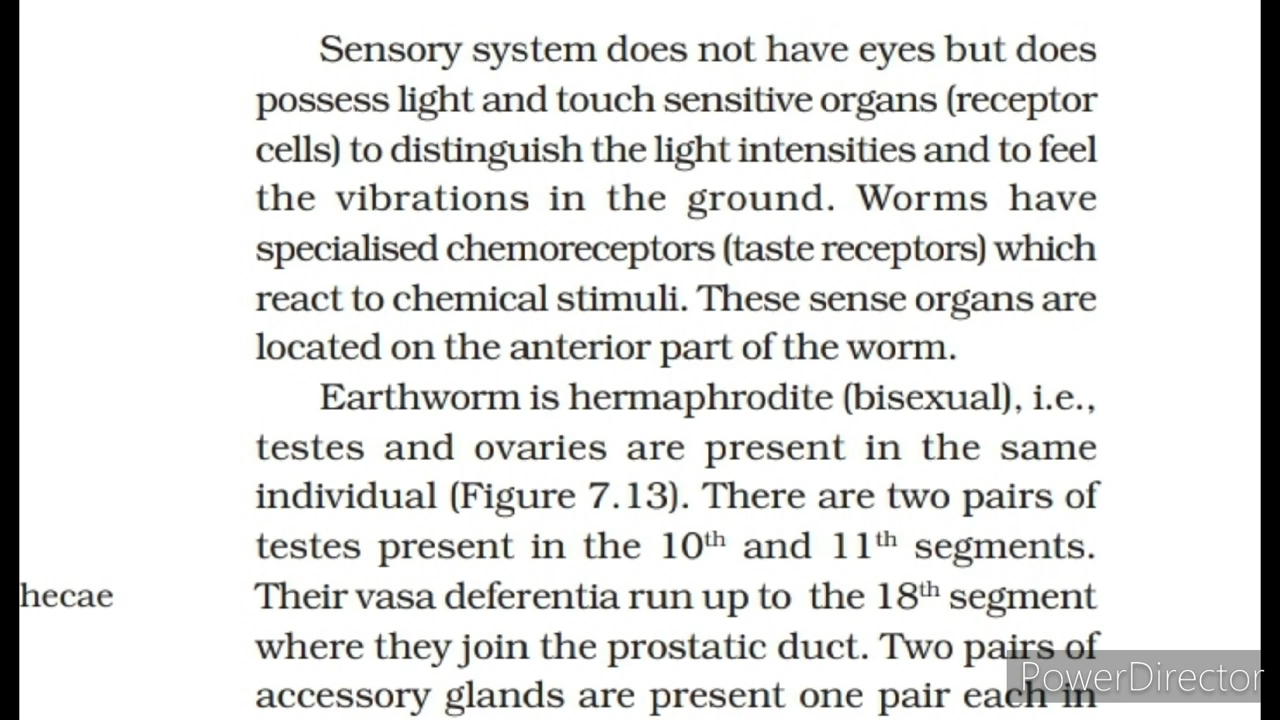 Sensory system does not have eyes but does
possess light and touch sensitive organs (receptor
cells) to distinguish the light intensities and to feel
the vibrations in the ground. Worms have
specialised chemoreceptors (taste receptors) which
react to chemical stimuli. These sense organs are
located on the anterior part of the worm.
Earthworm is hermaphrodite (bisexual), i.e.,
testes and ovaries are present in the same
individual (Figure 7.13). There are two pairs of
testes present in the 10th and 11th segments.
hecae
Their vasa deferentia run up to the 18th segment
where they join the prostatic duct. Two pairs of
accessory glands are present one pair each in
PowerDirector